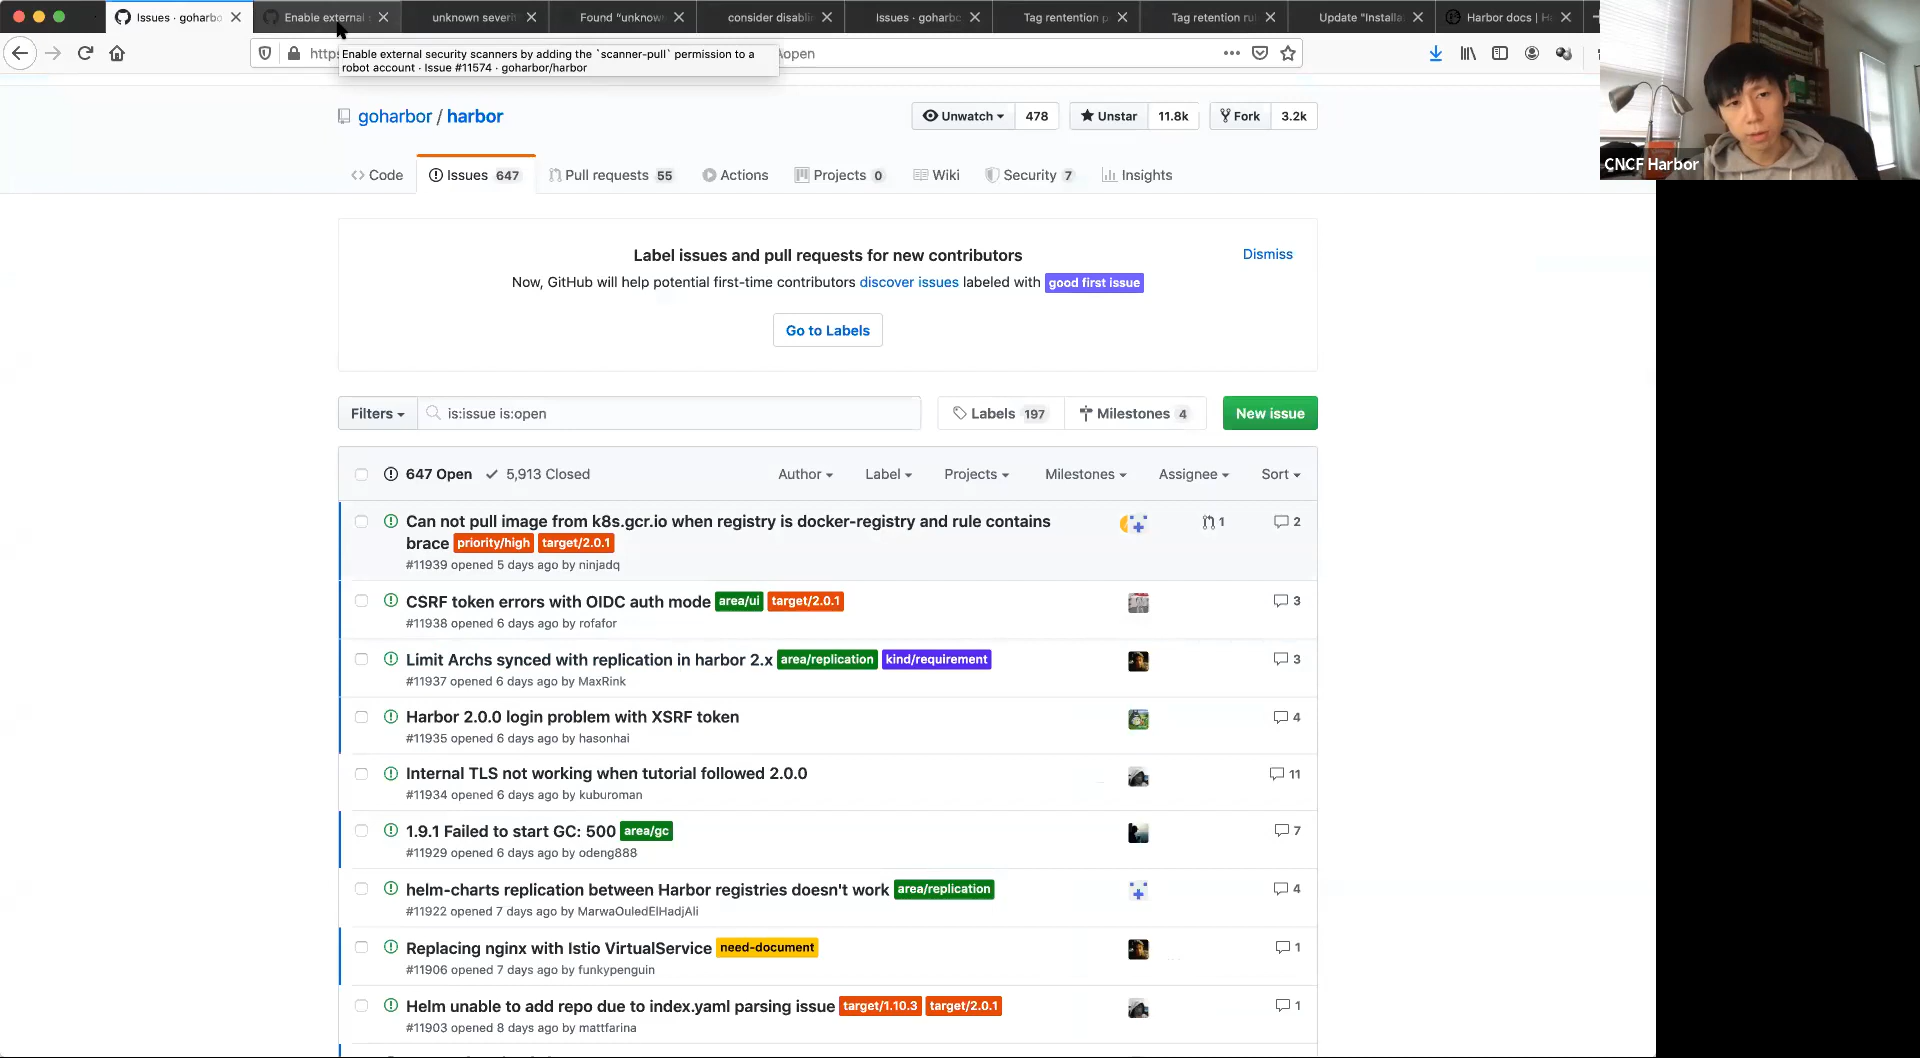 Issues · goharbo
Enable external
unknown severi
Found "unknow
consider disabli
Issues · goharbo
Tag rentention p
Tag retention ru
Update "Installa
Harbor docs | H
http
\open
Enable external security scanners by adding the `scanner-pull` permission to a
robot account · Issue #11574 · goharbor/harbor
CNCF Harbor
goharbor / harbor
Unwatch 478
Unstar 11.8k
Fork 3.2k
Code
Issues 647
Pull requests 55
Actions
Projects 0
Wiki
Security 7
Insights
Label issues and pull requests for new contributors
Dismiss
Now, GitHub will help potential first-time contributors discover issues labeled with good first issue
Go to Labels
Filters
is:issue is:open
Labels 197
Milestones 4
New issue
647 Open
5,913 Closed
Author
Label
Projects
Milestones
Assignee
Sort
Can not pull image from k8s.gcr.io when registry is docker-registry and rule contains
brace priority/high target/2.0.1
1
2
#11939 opened 5 days ago by ninjadq
CSRF token errors with OIDC auth mode area/ui target/2.0.1
3
#11938 opened 6 days ago by rofafor
Limit Archs synced with replication in harbor 2.x area/replication kind/requirement
3
#11937 opened 6 days ago by MaxRink
Harbor 2.0.0 login problem with XSRF token
4
#11935 opened 6 days ago by hasonhai
Internal TLS not working when tutorial followed 2.0.0
11
#11934 opened 6 days ago by kuburoman
1.9.1 Failed to start GC: 500 area/gc
7
#11929 opened 6 days ago by odeng888
helm-charts replication between Harbor registries doesn't work area/replication
4
#11922 opened 7 days ago by MarwaOuledElHadjAli
Replacing nginx with Istio VirtualService need-document
1
#11906 opened 7 days ago by funkypenguin
Helm unable to add repo due to index.yaml parsing issue target/1.10.3 target/2.0.1
1
#11903 opened 8 days ago by mattfarina